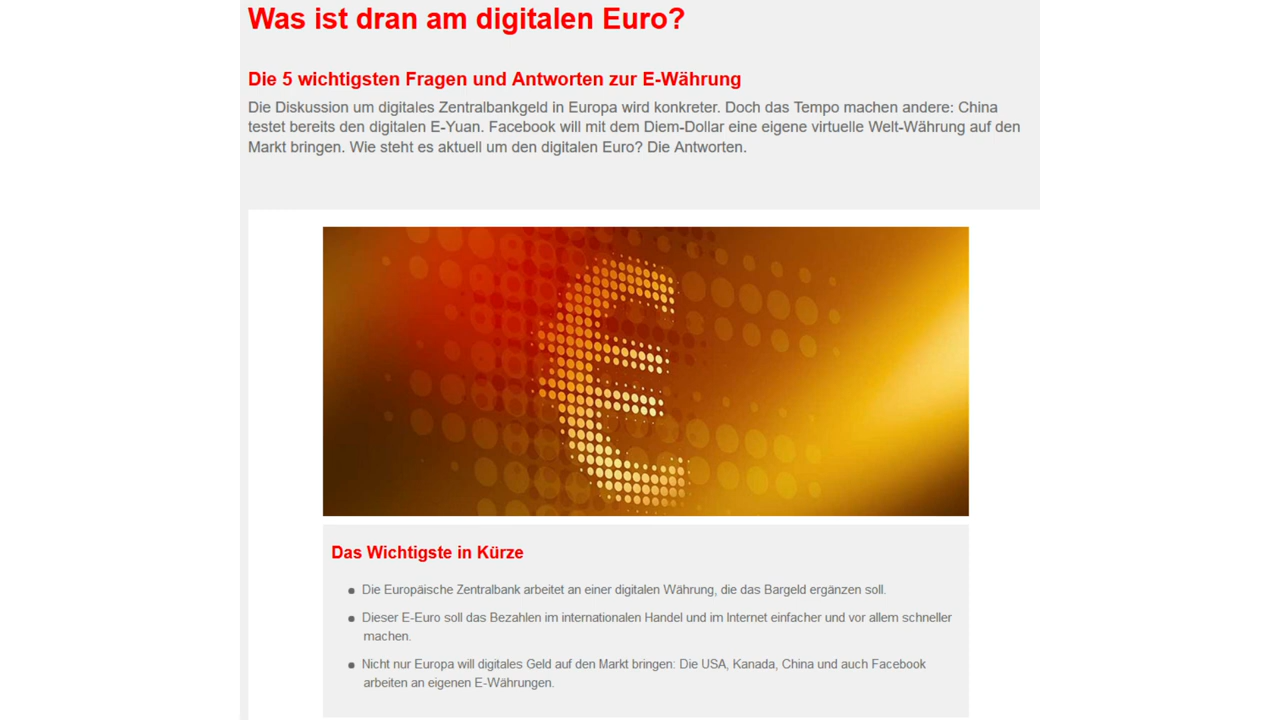 Was ist dran am digitalen Euro?
Die 5 wichtigsten Fragen und Antworten zur E-Währung
Die Diskussion um digitales Zentralbankgeld in Europa wird konkreter. Doch das Tempo machen andere: China
testet bereits den digitalen E-Yuan. Facebook will mit dem Diem-Dollar eine eigene virtuelle Welt-Währung auf den
Markt bringen. Wie steht es aktuell um den digitalen Euro? Die Antworten.
€
Das Wichtigste in Kürze
● Die Europäische Zentralbank arbeitet an einer digitalen Währung, die das Bargeld ergänzen soll.
● Dieser E-Euro soll das Bezahlen im internationalen Handel und im Internet einfacher und vor allem schneller
machen.
● Nicht nur Europa will digitales Geld auf den Markt bringen: Die USA, Kanada, China und auch Facebook
arbeiten an eigenen E-Währungen.